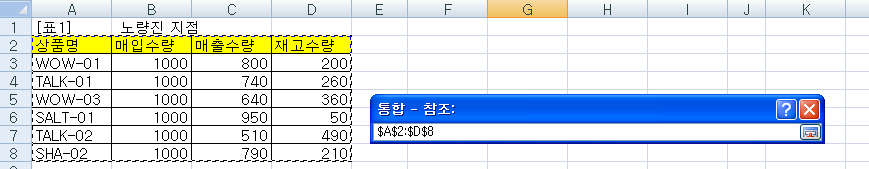 A B C D E F G H I J K
1 [표1] 노량진 지점
2 상품명 매입수량 매출수량 재고수량
3 WOW-01 1000 800 200
4 TALK-01 1000 740 260
5 WOW-03 1000 640 360
6 SALT-01 1000 950 50
7 TALK-02 1000 510 490
8 SHA-02 1000 790 210
통합 - 참조:
$A$2:$D$8